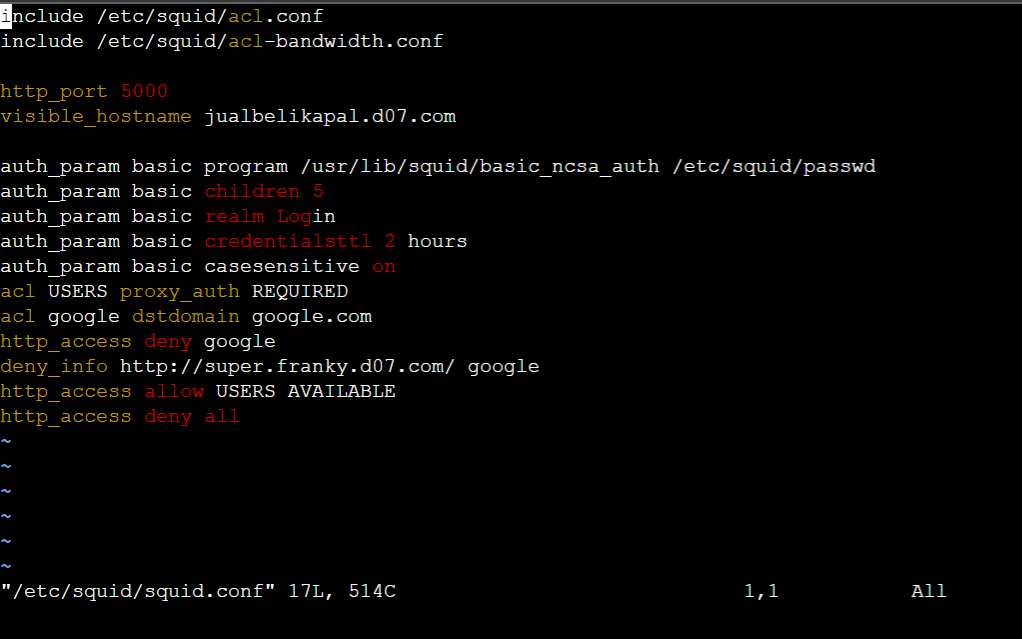 include /etc/squid/acl.conf
include /etc/squid/acl-bandwidth.conf
http_port 5000
visible_hostname jualbelikapal.d07.com
auth_param basic program /usr/lib/squid/basic_ncsa_auth /etc/squid/passwd
auth_param basic children 5
auth_param basic realm Login
auth_param basic credentialsttl 2 hours
auth_param basic casesensitive on
acl USERS proxy_auth REQUIRED
acl google dstdomain google.com
http_access deny google
deny_info http://super.franky.d07.com/ google
http_access allow USERS AVAILABLE
http_access deny all
~
~
~
~
~
~
"/etc/squid/squid.conf" 17L, 514C 1,1 All